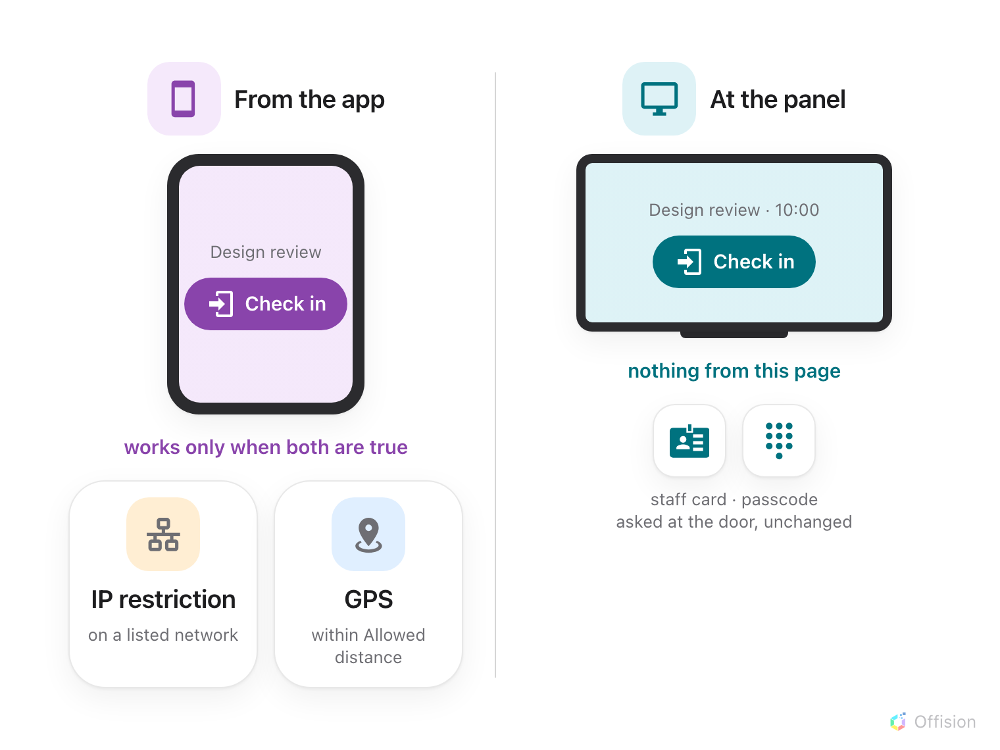 From the app
Design review
Check in
works only when both are true
IP restriction
on a listed network
GPS
within Allowed
distance
At the panel
Design review · 10:00
Check in
nothing from this page
staff card · passcode
asked at the door, unchanged
Offision